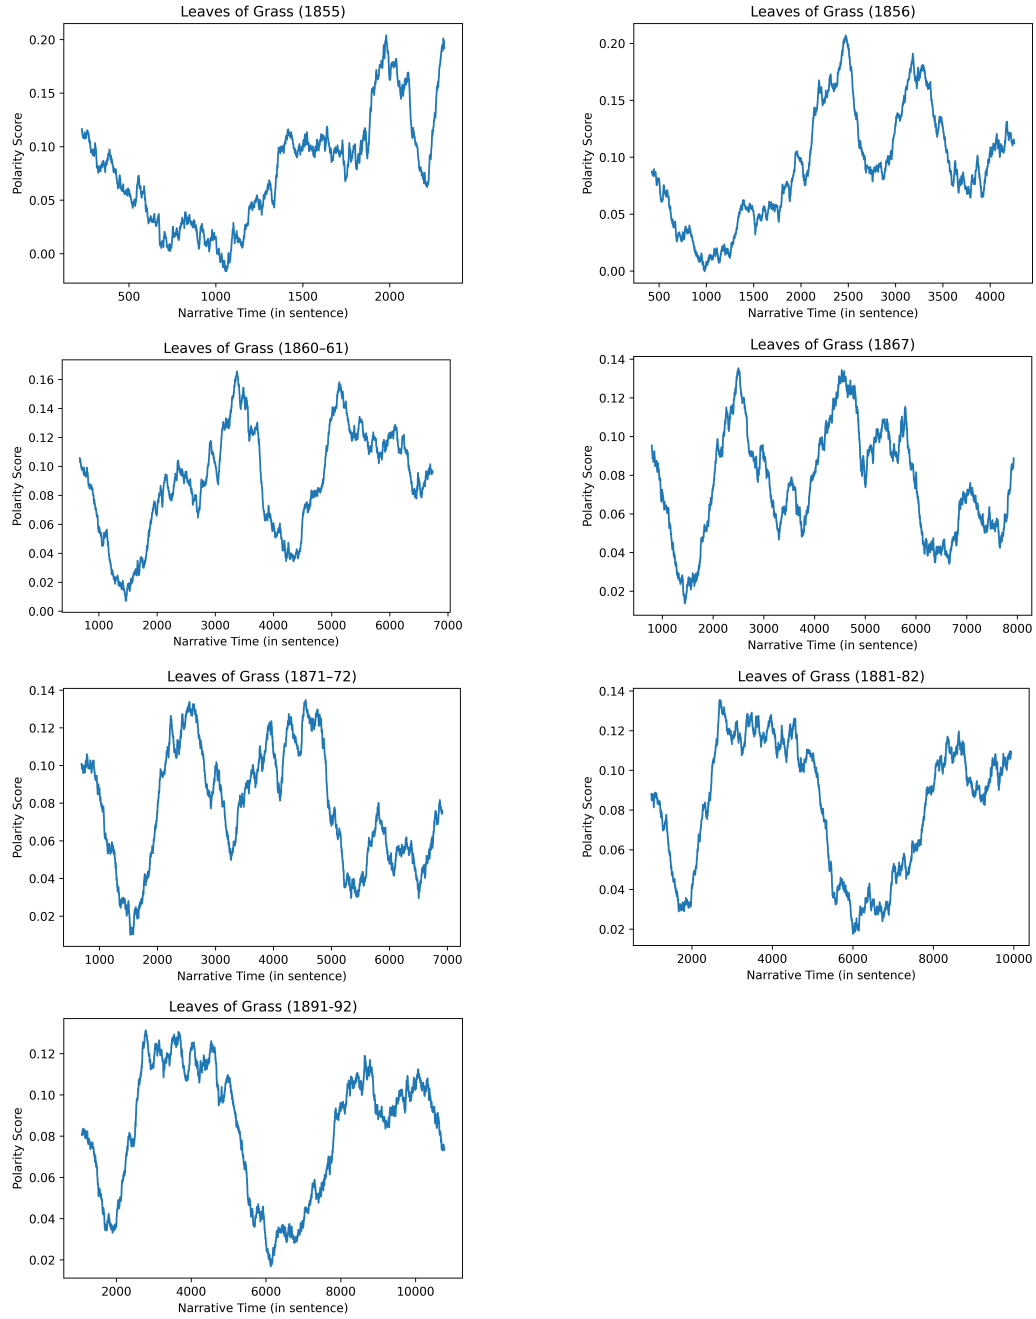 Leaves of Grass (1855)
0.20
0.15
0.10
0.05
0.00
Polarity Score
500 1000 1500 2000
Narrative Time (in sentence)
Leaves of Grass (1856)
0.20
0.15
0.10
0.05
0.00
Polarity Score
500 1000 1500 2000 2500 3000 3500 4000
Narrative Time (in sentence)
Leaves of Grass (1860–61)
0.16
0.14
0.12
0.10
0.08
0.06
0.04
0.02
0.00
Polarity Score
1000 2000 3000 4000 5000 6000 7000
Narrative Time (in sentence)
Leaves of Grass (1867)
0.14
0.12
0.10
0.08
0.06
0.04
0.02
Polarity Score
1000 2000 3000 4000 5000 6000 7000 8000
Narrative Time (in sentence)
Leaves of Grass (1871–72)
0.14
0.12
0.10
0.08
0.06
0.04
0.02
Polarity Score
1000 2000 3000 4000 5000 6000 7000
Narrative Time (in sentence)
Leaves of Grass (1881-82)
0.14
0.12
0.10
0.08
0.06
0.04
0.02
Polarity Score
2000 4000 6000 8000 10000
Narrative Time (in sentence)
Leaves of Grass (1891-92)
0.12
0.10
0.08
0.06
0.04
0.02
Polarity Score
2000 4000 6000 8000 10000
Narrative Time (in sentence)